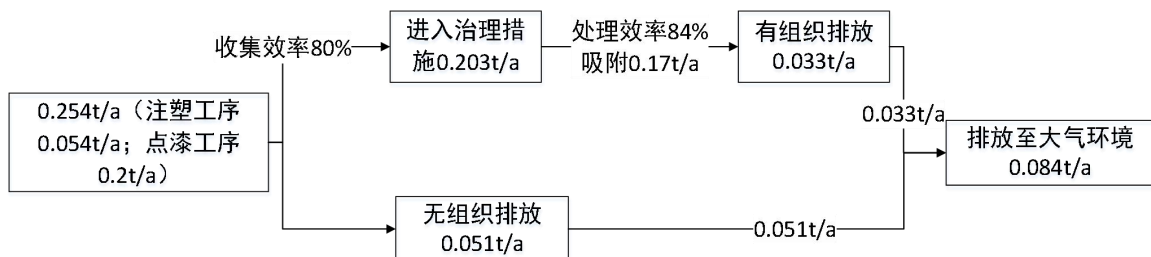 0.254t/a（注塑工序
0.054t/a；点漆工序
0.2t/a）
收集效率80%
进入治理措
施0.203t/a
处理效率84%
吸附0.17t/a
有组织排放
0.033t/a
0.033t/a
无组织排放
0.051t/a
0.051t/a
排放至大气环境
0.084t/a